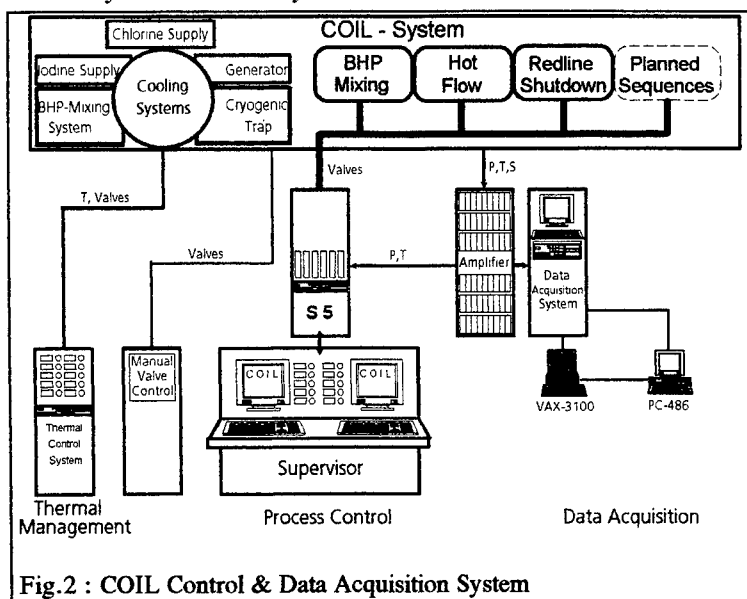 COIL - System
Chlorine Supply
Iodine Supply
Cooling
Systems
Generator
BHP-Mixing
System
Cryogenic
Trap
BHP
Mixing
Hot
Flow
Redline
Shutdown
Planned
Sequences
T, Valves
Valves
Valves
P,T,S
P,T
S5
Amplifier
Data
Acquisition
System
Manual
Valve
Control
COIL
COIL
VAX-3100
PC-486
Thermal
Control
System
Supervisor
Thermal
Management
Process Control
Data Acquisition
Fig.2 : COIL Control & Data Acquisition System